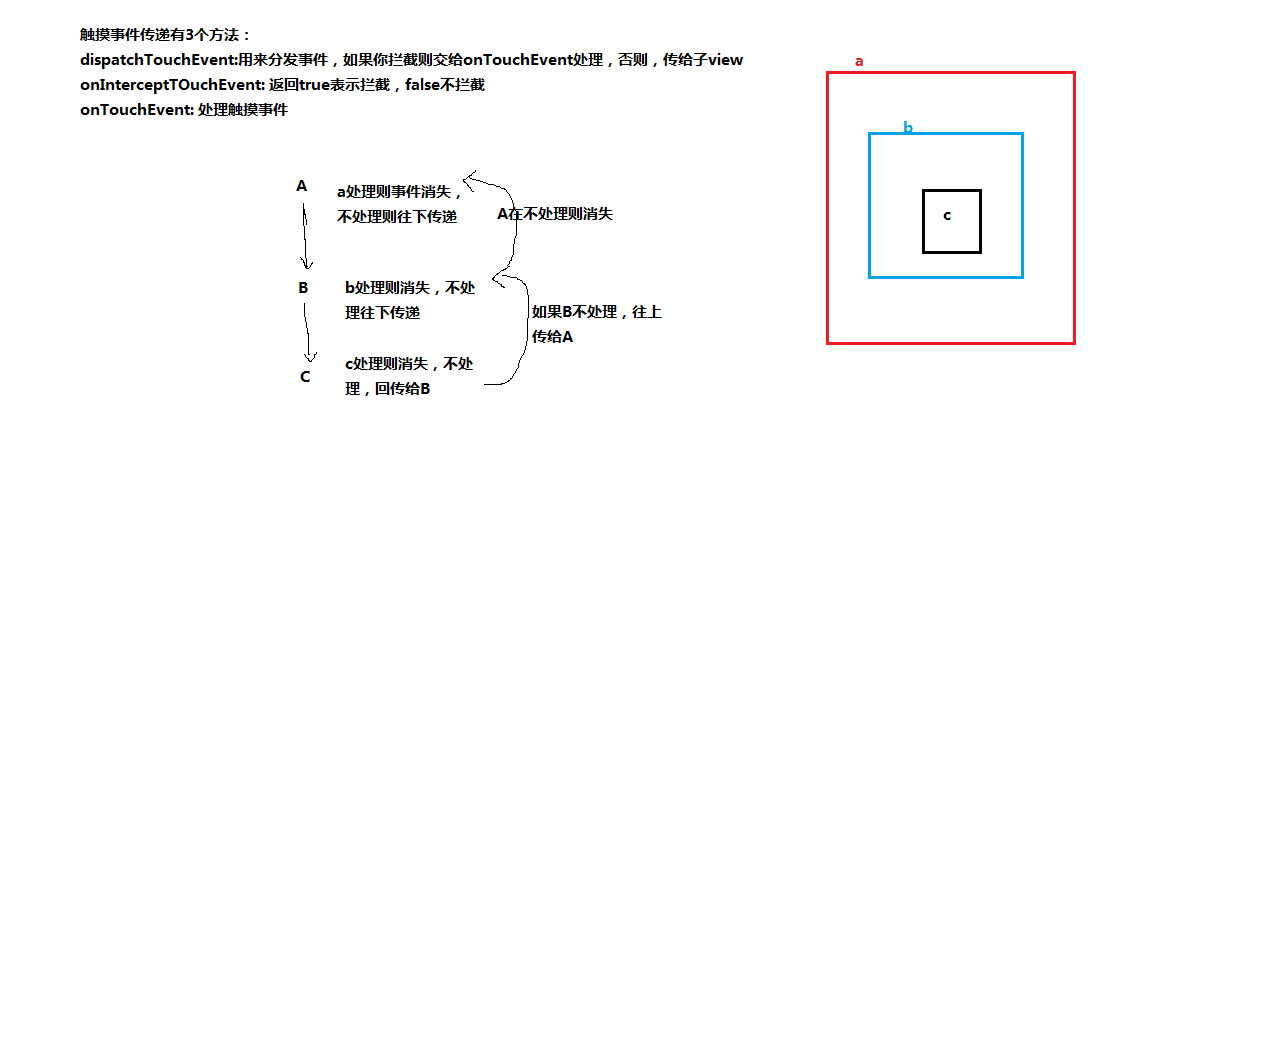 触摸事件传递有3个方法：
dispatchTouchEvent:用来分发事件，如果你拦截则交给onTouchEvent处理，否则，传给子view
onInterceptTOuchEvent: 返回true表示拦截，false不拦截
onTouchEvent: 处理触摸事件
A
a处理则事件消失，
不处理则往下传递
A在不处理则消失
B
b处理则消失，不处
理往下传递
如果B不处理，往上
传给A
C
c处理则消失，不处
理，回传给B
a
b
c